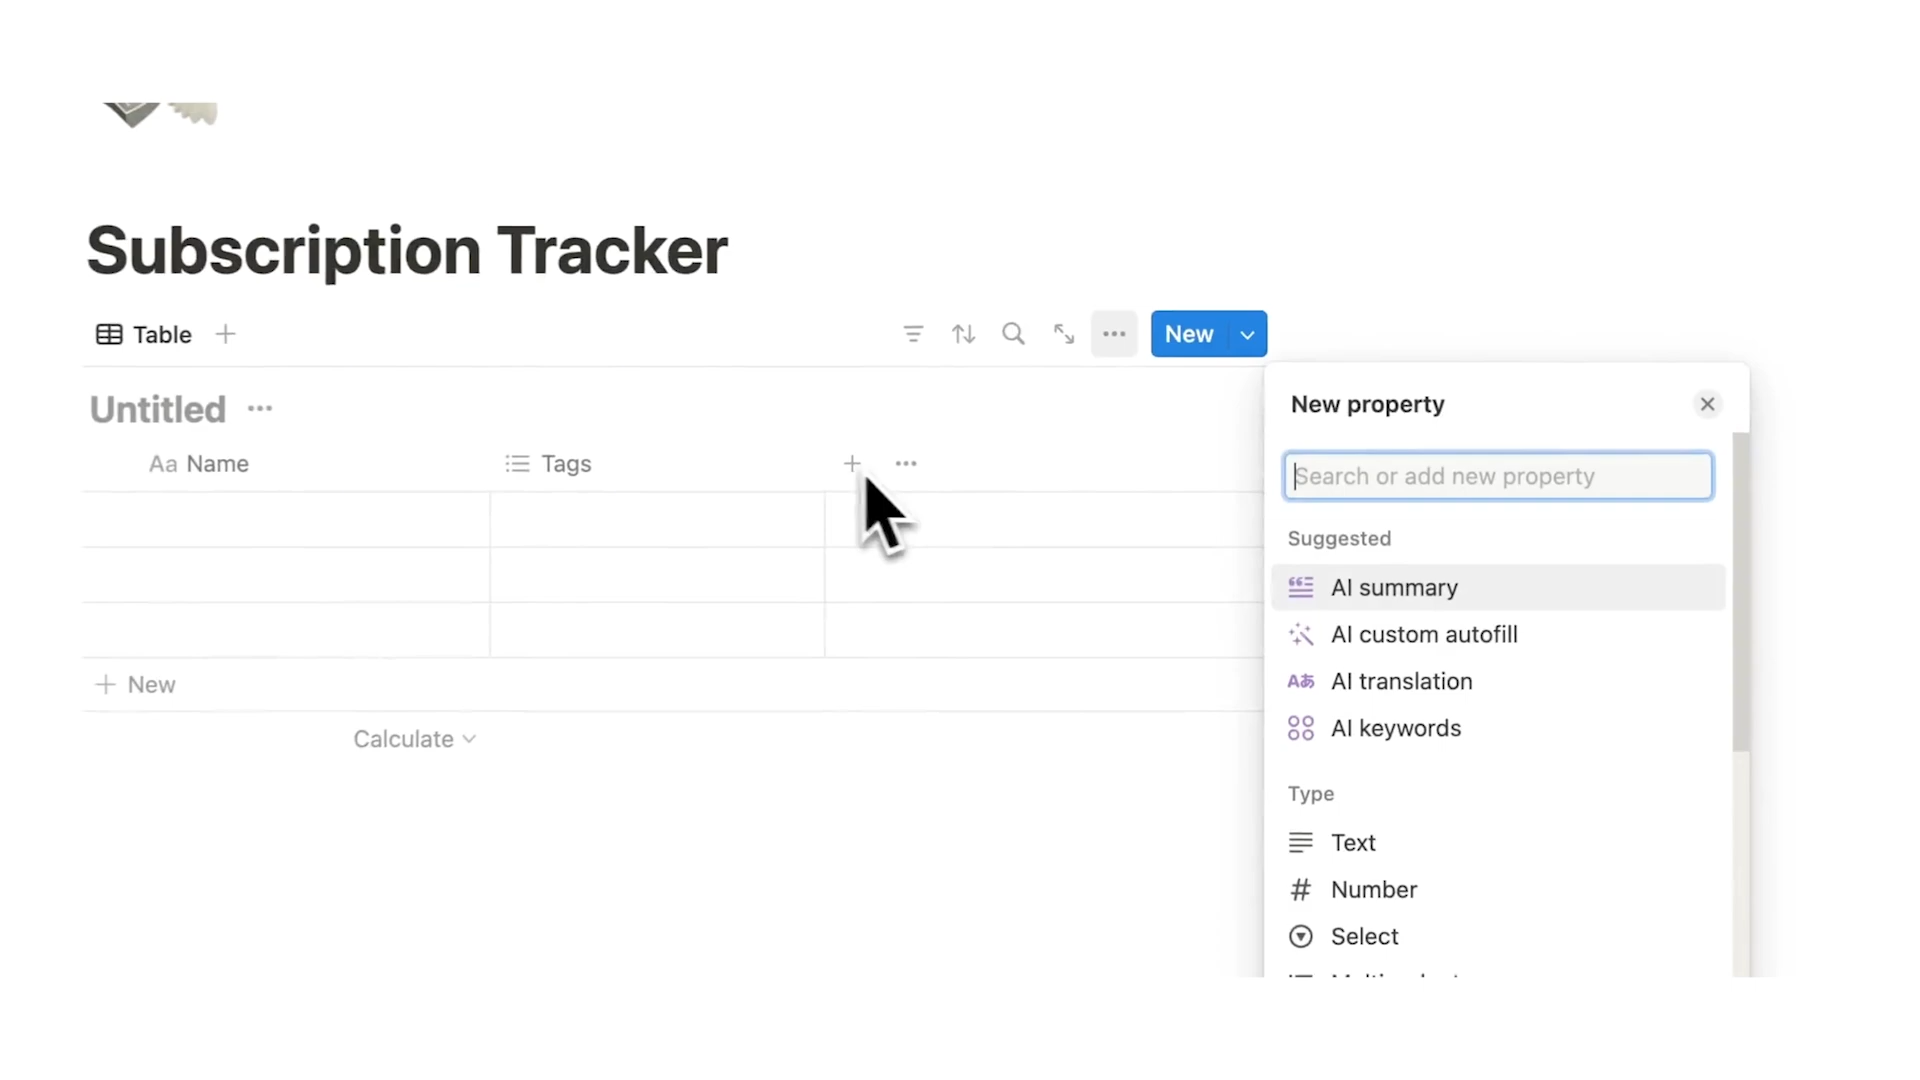 Subscription Tracker
Table
New
Untitled
Aa Name
Tags
New
Calculate
New property
Search or add new property
Suggested
AI summary
AI custom autofill
Aあ AI translation
AI keywords
Type
Text
Number
Select